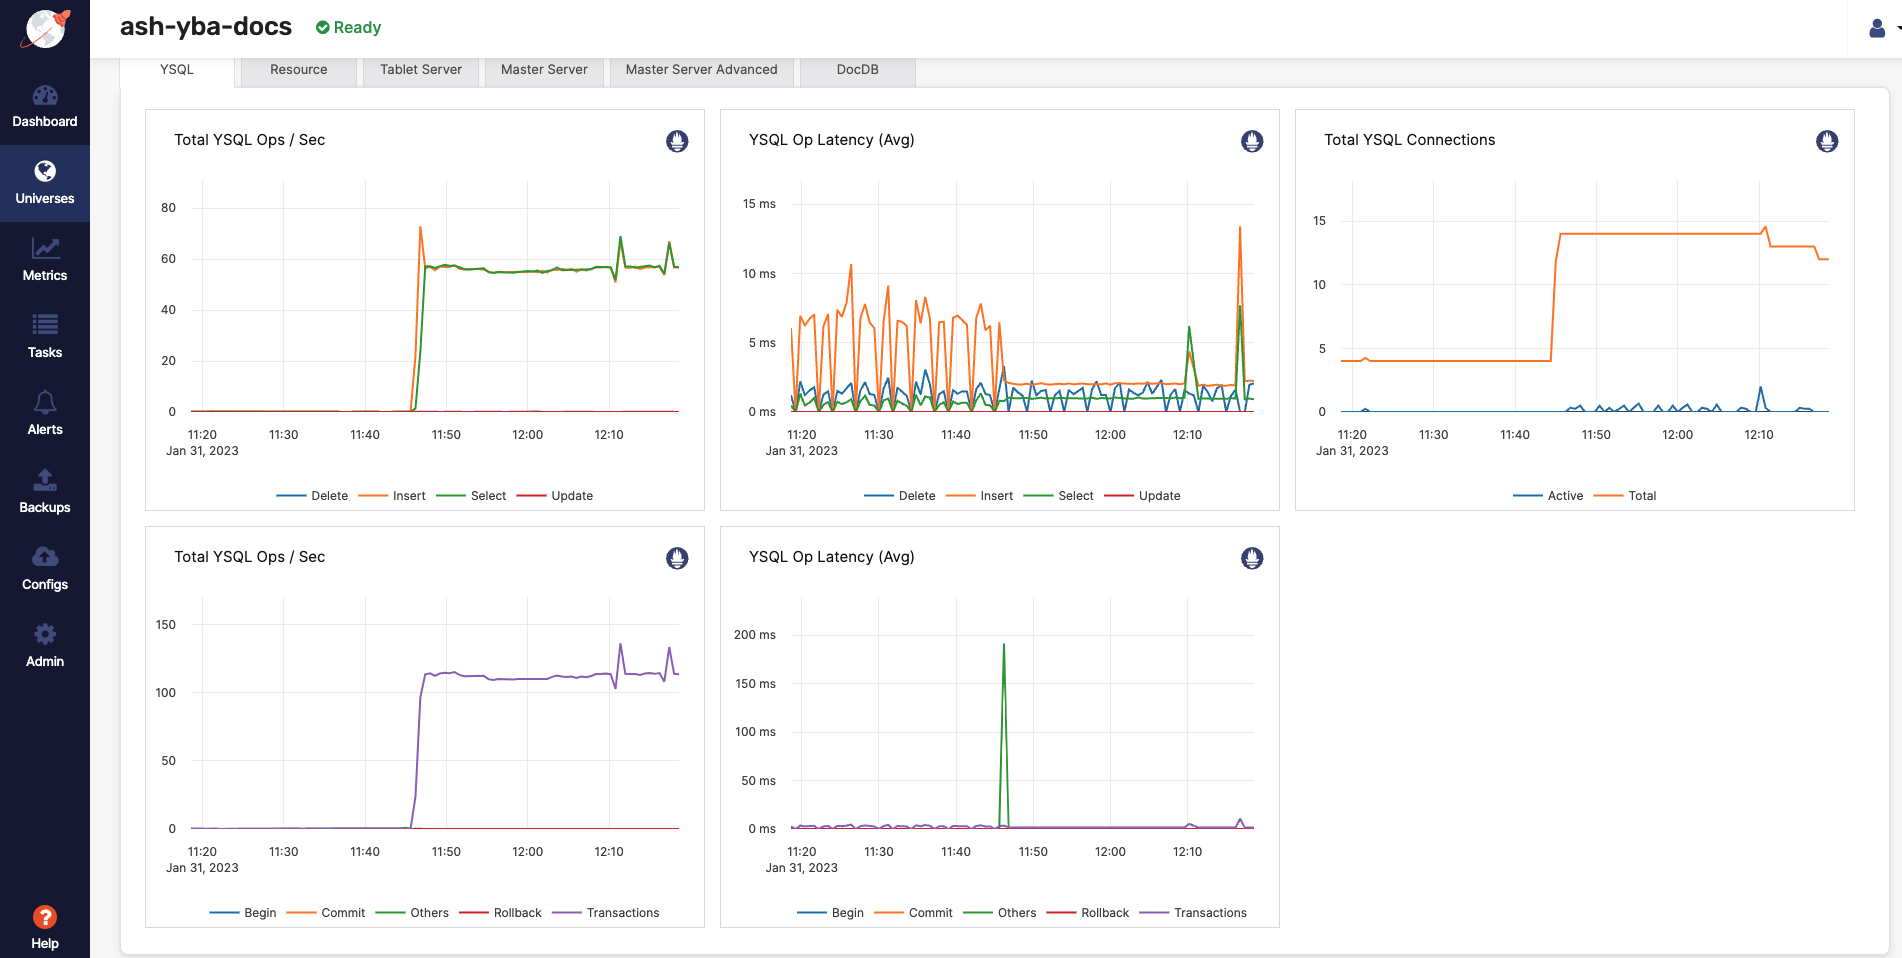 ash-yba-docs Ready
Dashboard
Universes
Metrics
Tasks
Alerts
Backups
Configs
Admin
?
Help
YSQL Resource Tablet Server Master Server Master Server Advanced DocDB
Total YSQL Ops / Sec
80
60
40
20
0
11:20 11:30 11:40 11:50 12:00 12:10
Jan 31, 2023
Delete Insert Select Update
YSQL Op Latency (Avg)
15 ms
10 ms
5 ms
0 ms
11:20 11:30 11:40 11:50 12:00 12:10
Jan 31, 2023
Delete Insert Select Update
Total YSQL Connections
15
10
5
0
11:20 11:30 11:40 11:50 12:00 12:10
Jan 31, 2023
Active Total
Total YSQL Ops / Sec
150
100
50
0
11:20 11:30 11:40 11:50 12:00 12:10
Jan 31, 2023
Begin Commit Others Rollback Transactions
YSQL Op Latency (Avg)
200 ms
150 ms
100 ms
50 ms
0 ms
11:20 11:30 11:40 11:50 12:00 12:10
Jan 31, 2023
Begin Commit Others Rollback Transactions